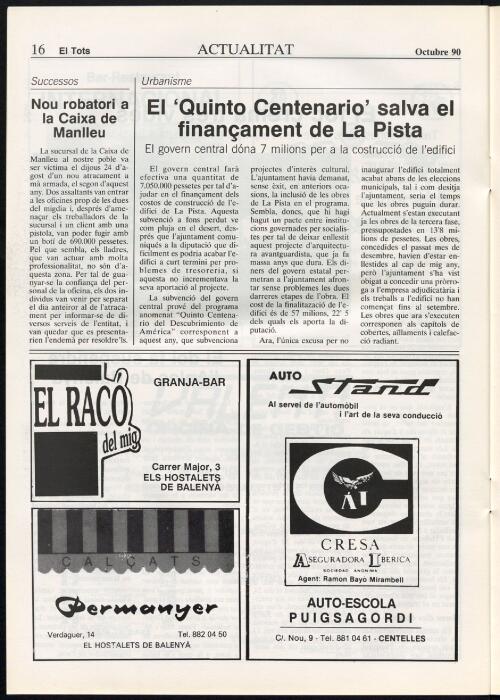 16 El Tots
ACTUALITAT
Octubre 90
Successos
Nou robatori a
la Caixa de
Manlleu
La sucursal de la Caixa de
Manlleu al nostre poble va
ser víctima el dijous 24 d'a-
gost d'un nou atracament a
mà armada, el segon d'aquest
any. Dos assaltants van entrar
a les oficines prop de les dues
del migdia i, després d'ame-
naçar els treballadors de la
sucursal i un client amb una
pistola, van poder fugir amb
un botí de 690.000 pessetes.
Pel que sembla, els lladres,
que van actuar amb molta
professionalitat, no són d'a-
questa zona. Per tal de gua-
nyar-se la confiança del per-
sonal de la oficina, els dos in-
dividus van venir per separat
el dia anterior al de l'atraca-
ment per informar-se de di-
versos serveis de l'entitat, i
van quedar que es presenta-
rien l'endemà per resoldre'ls.
Urbanisme
El 'Quinto Centenario' salva el
finançament de La Pista
El govern central dóna 7 milions per a la costrucció de l'edifici
El govern central farà
efectiva una quantitat de
7.050.000 pessetes per tal d'a-
judar en el finançament dels
costos de construcció de l'e-
difici de La Pista. Aquesta
subvenció a fons perdut ve
com pluja en el desert, des-
prés que l'ajuntament comu-
niqués a la diputació que di-
fícilment es podria acabar l'e-
difici a curt termini per pro-
blemes de tresoreria, si
aquesta no incrementava la
seva aportació al projecte.
La subvenció del govern
central prové del programa
anomenat "Quinto Centena-
rio del Descubrimiento de
América" corresponent a
aquest any, que subvenciona
projectes d'interès cultural.
L'ajuntament havia demanat,
sense èxit, en anteriors oca-
sions, la inclusió de les obres
de La Pista en el programa.
Sembla, doncs, que hi hagi
hagut un pacte entre instàn-
cies governades per socialis-
tes per tal de deixar enllestit
aquest projecte d'arquitectu-
ra avantguardista, que ja fa
massa anys que dura. Els di-
ners del govern estatal per-
metran a l'ajuntament afron-
tar sense problemes les dues
darreres etapes de l'obra. El
cost de la finalització de l'e-
difici és de 57 milions, 22' 5
dels quals els aporta la di-
putació.
Ara, l'única excusa per no
inaugurar l'edifici totalment
acabat abans de les eleccions
municipals, tal i com desitja
l'ajuntament, seria el temps
que les obres puguin durar.
Actualment s'estan executant
les obres de la tercera fase,
pressupostades en 13'8 mi-
lions de pessetes. Les obres,
concedides el passat mes de
desembre, havien d'estar en-
llestides al cap de mig any,
però l'ajuntament s'ha vist
obligat a concedir una pròrro-
ga a l'empresa adjudicatària i
els treballs a l'edifici no han
començat fins al setembre.
Les obres que ara s'executen
corresponen als capítols de
cobertes, aïllaments i calefac-
ció radiant.
EL RACÓ
del mig
GRANJA-BAR
Carrer Major, 3
ELS HOSTALETS
DE BALENYÀ
CALÇATS
Permanyer
Verdaguer, 14 Tel. 882 04 50
EL HOSTALETS DE BALENYÀ
AUTO
Stand
Al servei de l'automòbil
i l'art de la seva conducció
AI
CRESA
ASEGURADORA IBERICA
SOCIEDAD ANONIMA
Agent: Ramon Bayó Mirambell
AUTO-ESCOLA
PUIGSAGORDI
C/. Nou, 9 - Tel. 881 04 61 - CENTELLES